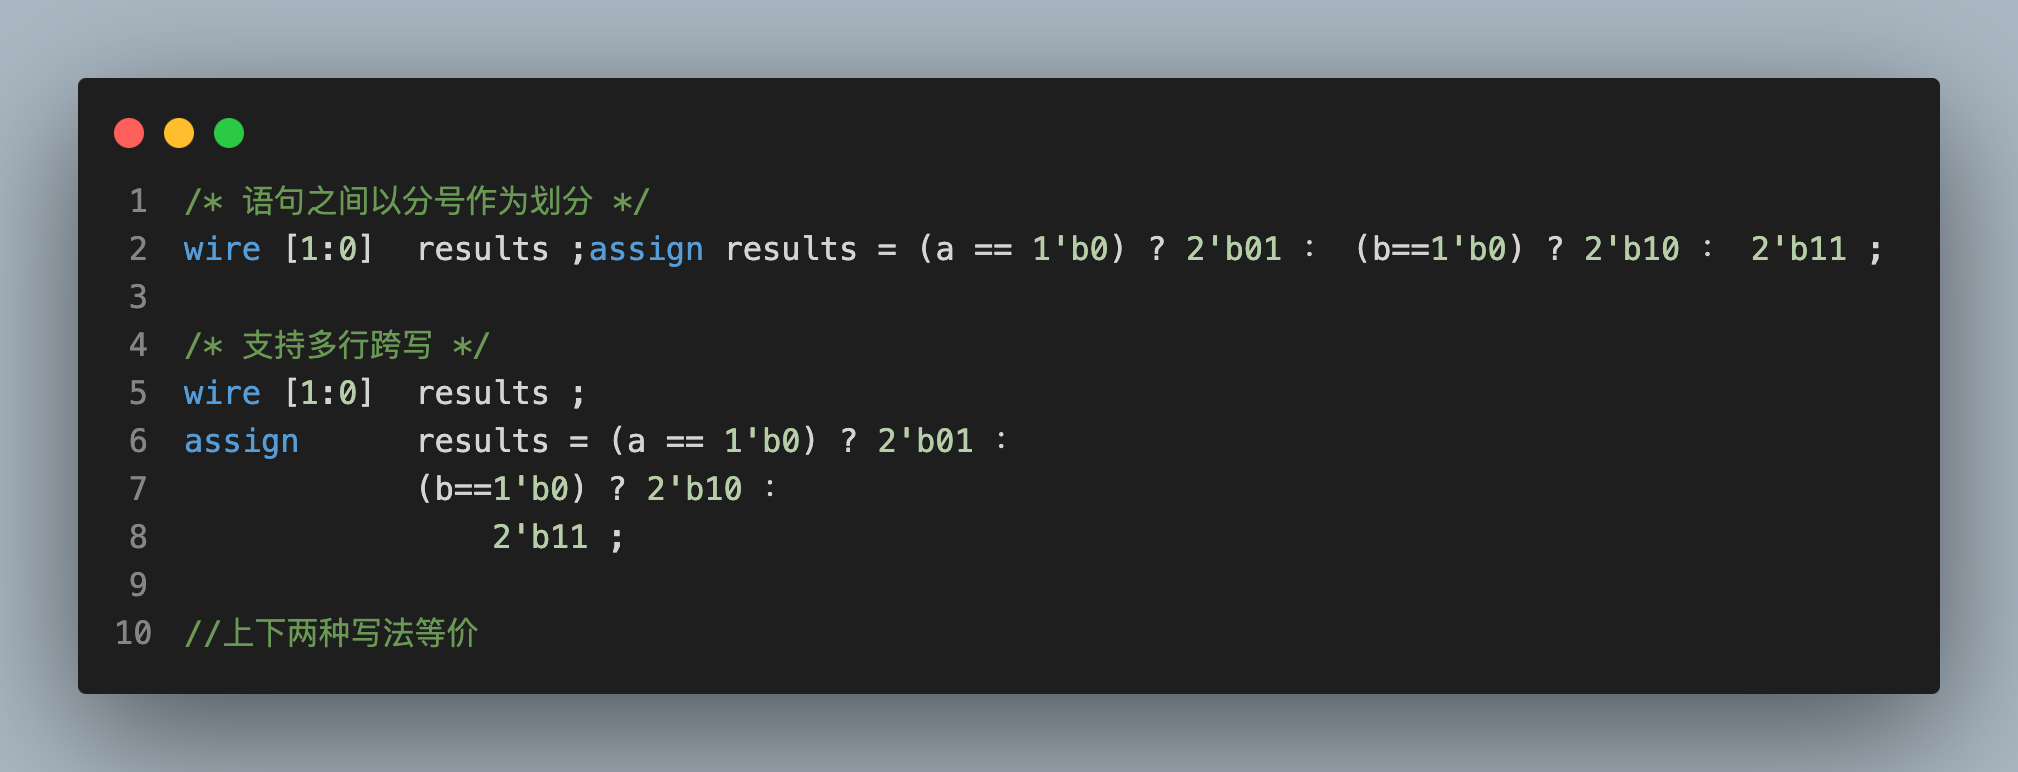 1 /* 语句之间以分号作为划分 */
2 wire [1:0]  results ;assign results = (a == 1'b0) ? 2'b01 :  (b==1'b0) ? 2'b10 :  2'b11 ;
3
4 /* 支持多行跨写 */
5 wire [1:0]  results ;
6 assign      results = (a == 1'b0) ? 2'b01 :
7             (b==1'b0) ? 2'b10 :
8                 2'b11 ;
9
10 //上下两种写法等价